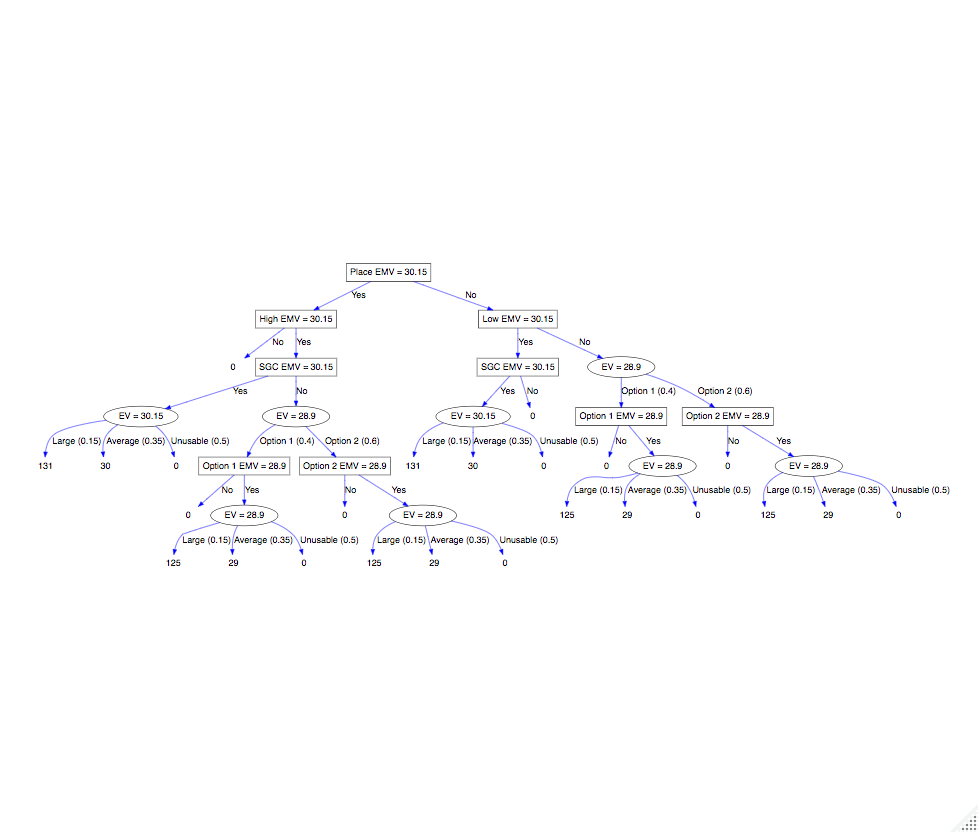 Place EMV = 30.15
Yes No
High EMV = 30.15 Low EMV = 30.15
No Yes Yes No
0 SGC EMV = 30.15 SGC EMV = 30.15 EV = 28.9
Yes No Yes No Option 1 (0.4) Option 2 (0.6)
EV = 30.15 EV = 28.9 EV = 30.15 0 Option 1 EMV = 28.9 Option 2 EMV = 28.9
Large (0.15) Average (0.35) Unusable (0.5) Option 1 (0.4) Option 2 (0.6) Large (0.15) Average (0.35) Unusable (0.5) No Yes No Yes
131 30 0 Option 1 EMV = 28.9 Option 2 EMV = 28.9 131 30 0 0 EV = 28.9 0 EV = 28.9
No Yes No Yes Large (0.15) Average (0.35) Unusable (0.5) Large (0.15) Average (0.35) Unusable (0.5)
0 EV = 28.9 0 EV = 28.9 125 29 0 125 29 0
Large (0.15) Average (0.35) Unusable (0.5) Large (0.15) Average (0.35) Unusable (0.5)
125 29 0 125 29 0